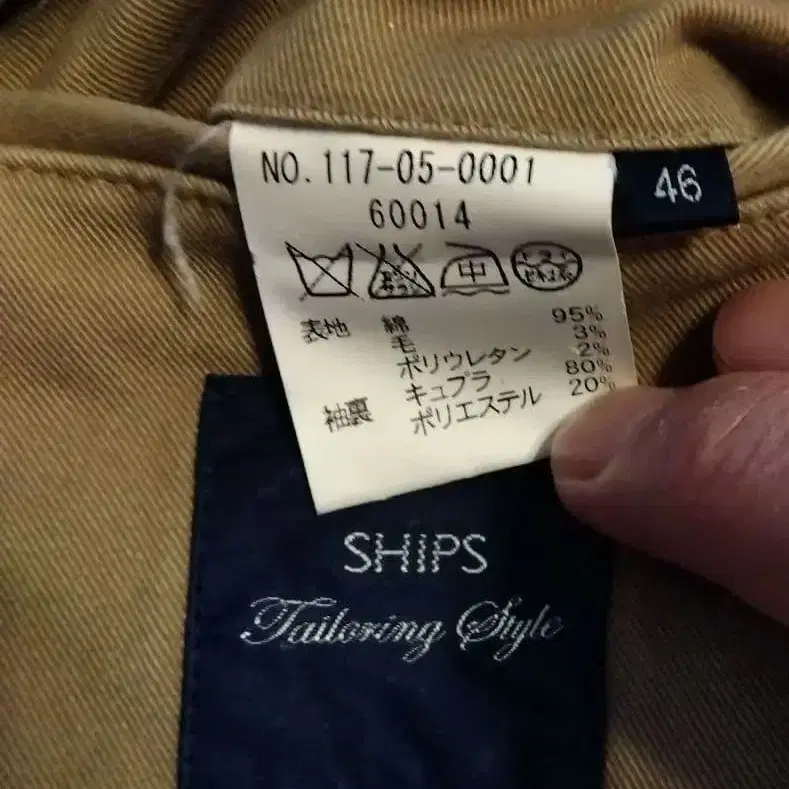 NO. 117-05-0001
60014
46
中
表地 綿 95%
毛 3%
ポリウレタン 2%
袖裏 キュプラ 80%
ポリエステル 20%
SHIPS
Tailoring Style